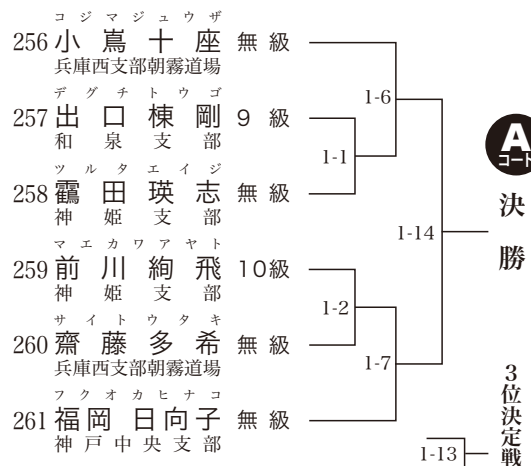 コジマジュウザ
256 小嶌十座 無級
兵庫西支部朝霧道場
デグチトウゴ
257 出口棟剛 9級
和泉支部
ツルタエイジ
258 靍田瑛志 無級
神姫支部
マエカワアヤト
259 前川絢飛 10級
神姫支部
サイトウタキ
260 齋藤多希 無級
兵庫西支部朝霧道場
フクオカヒナコ
261 福岡日向子 無級
神戸中央支部
1-6
1-1
1-14
1-2
1-7
1-13
A
コート
決勝
3位決定戦